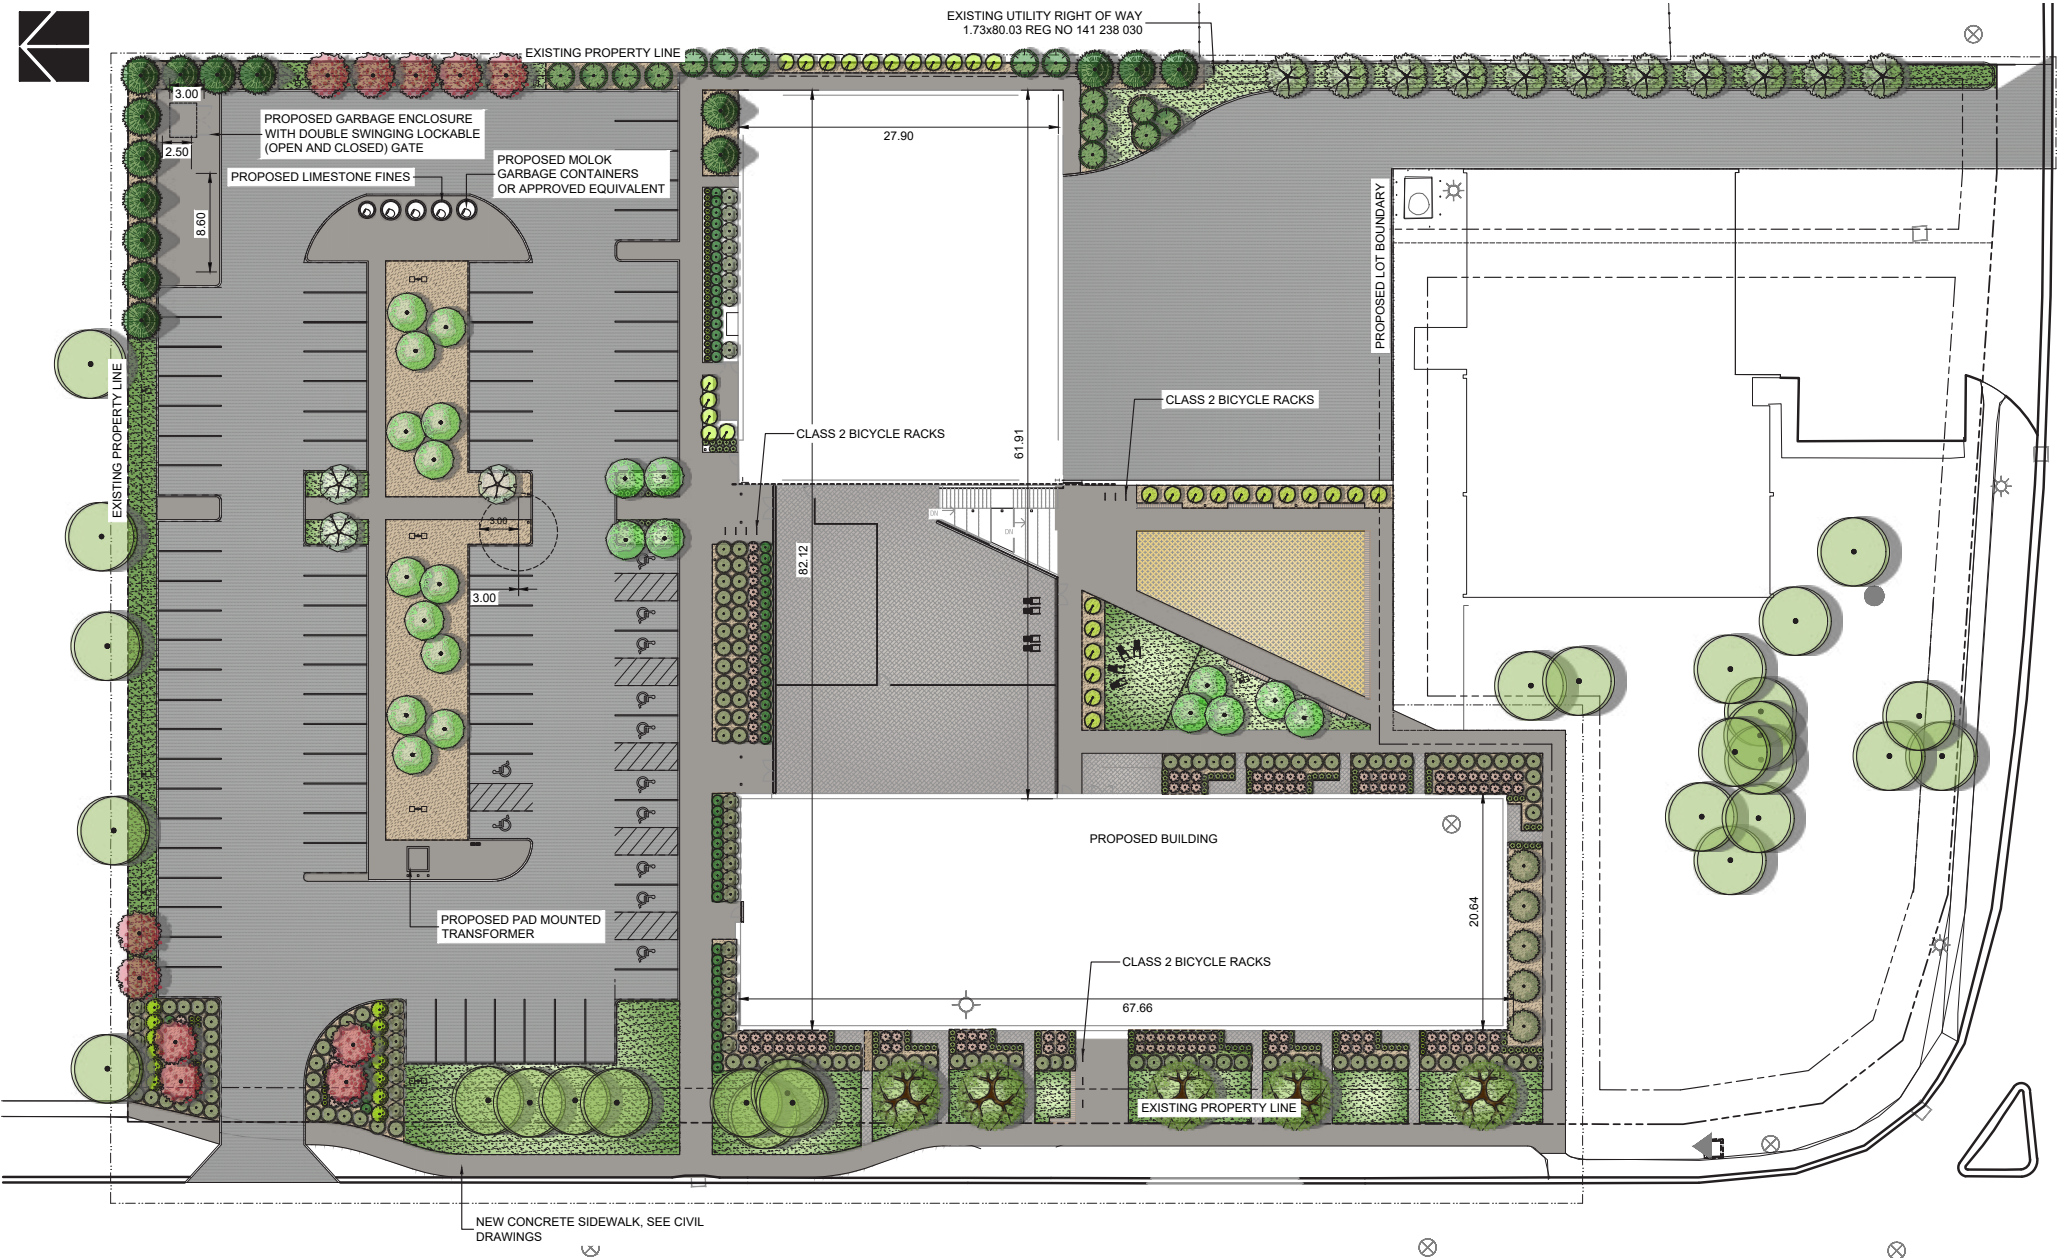 EXISTING UTILITY RIGHT OF WAY
1.73x80.03 REG NO 141 238 030
EXISTING PROPERTY LINE
3.00
PROPOSED GARBAGE ENCLOSURE
WITH DOUBLE SWINGING LOCKABLE
(OPEN AND CLOSED) GATE
2.50
27.90
PROPOSED MOLOK
GARBAGE CONTAINERS
OR APPROVED EQUIVALENT
PROPOSED LIMESTONE FINES
8.60
PROPOSED LOT BOUNDARY
EXISTING PROPERTY LINE
CLASS 2 BICYCLE RACKS
CLASS 2 BICYCLE RACKS
61.91
3.00
DN
DN
82.12
3.00
PROPOSED BUILDING
20.64
PROPOSED PAD MOUNTED
TRANSFORMER
CLASS 2 BICYCLE RACKS
67.66
EXISTING PROPERTY LINE
NEW CONCRETE SIDEWALK, SEE CIVIL
DRAWINGS